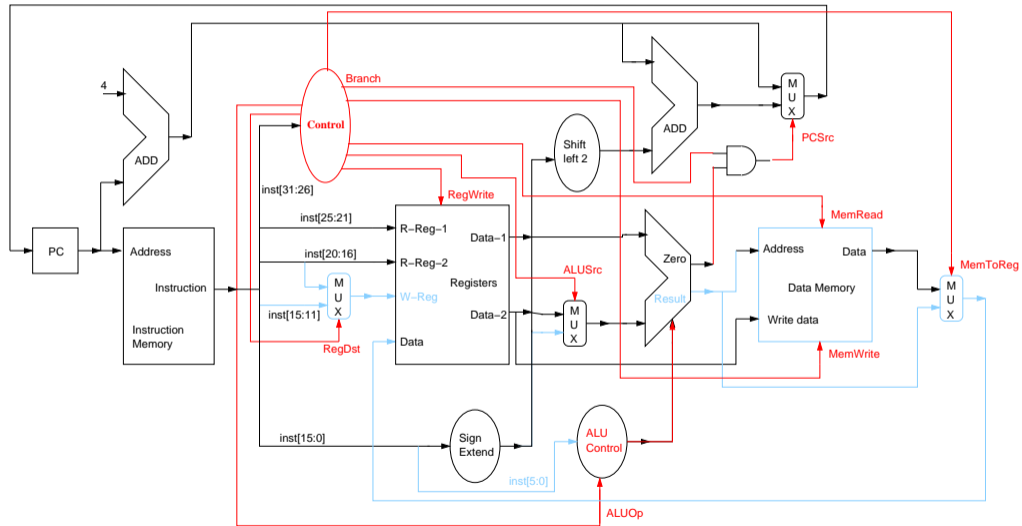 Branch
M
U
X
4
ADD
ADD
Control
Shift
left 2
PCSrc
inst[31:26]
RegWrite
inst[25:21]
R-Reg-1
Data-1
MemRead
PC
Address
inst[20:16]
R-Reg-2
Zero
Address
Data
MemToReg
Instruction
M
U
X
W-Reg
Registers
ALUSrc
Result
Data Memory
M
U
X
inst[15:11]
Data-2
M
U
X
Write data
Instruction
Memory
RegDst
Data
MemWrite
inst[15:0]
Sign
Extend
ALU
Control
inst[5:0]
ALUOp